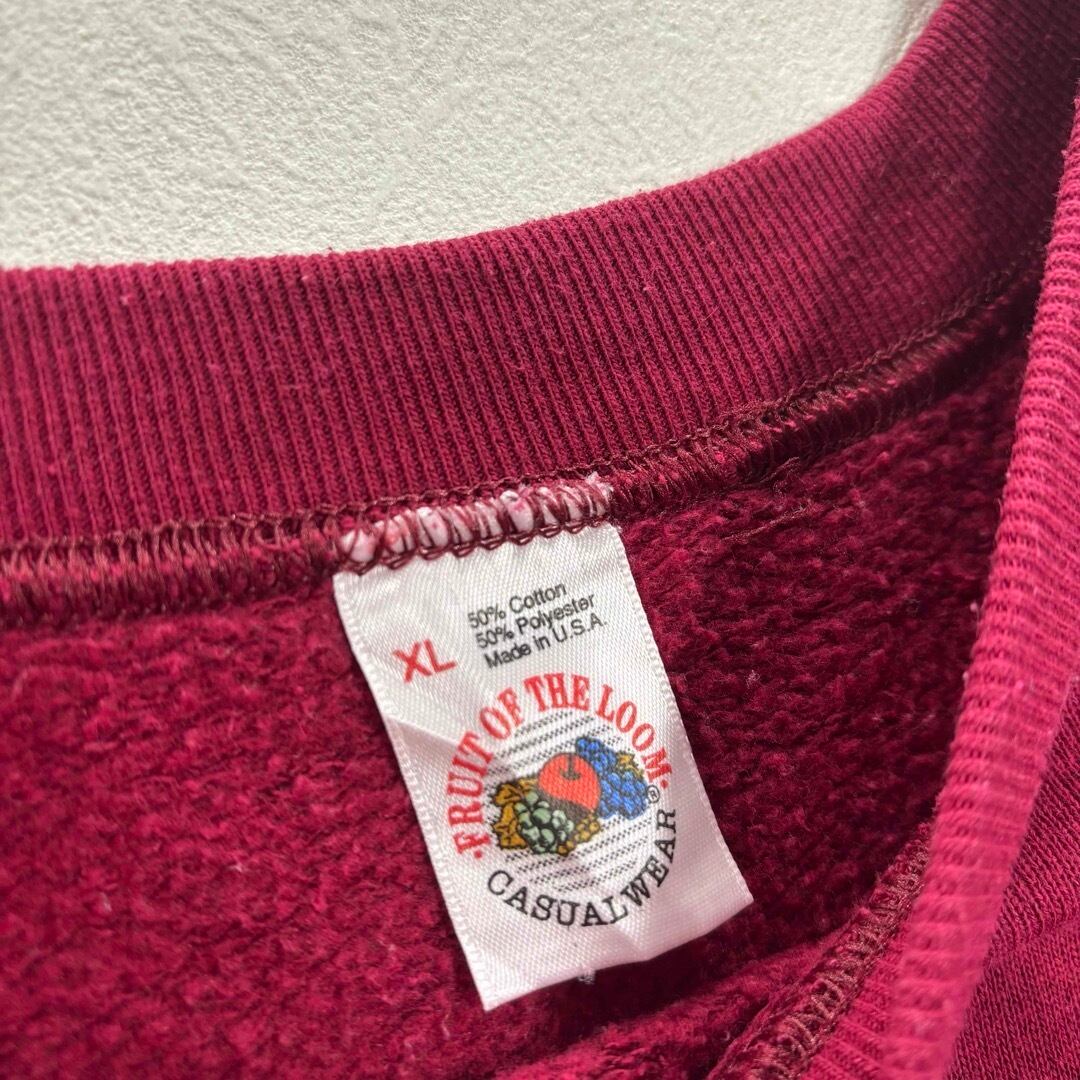 50% Cotton
50% Polyester
Made in U.S.A
XL
·FRUIT OF THE LOOM·
®
CASUALWEAR